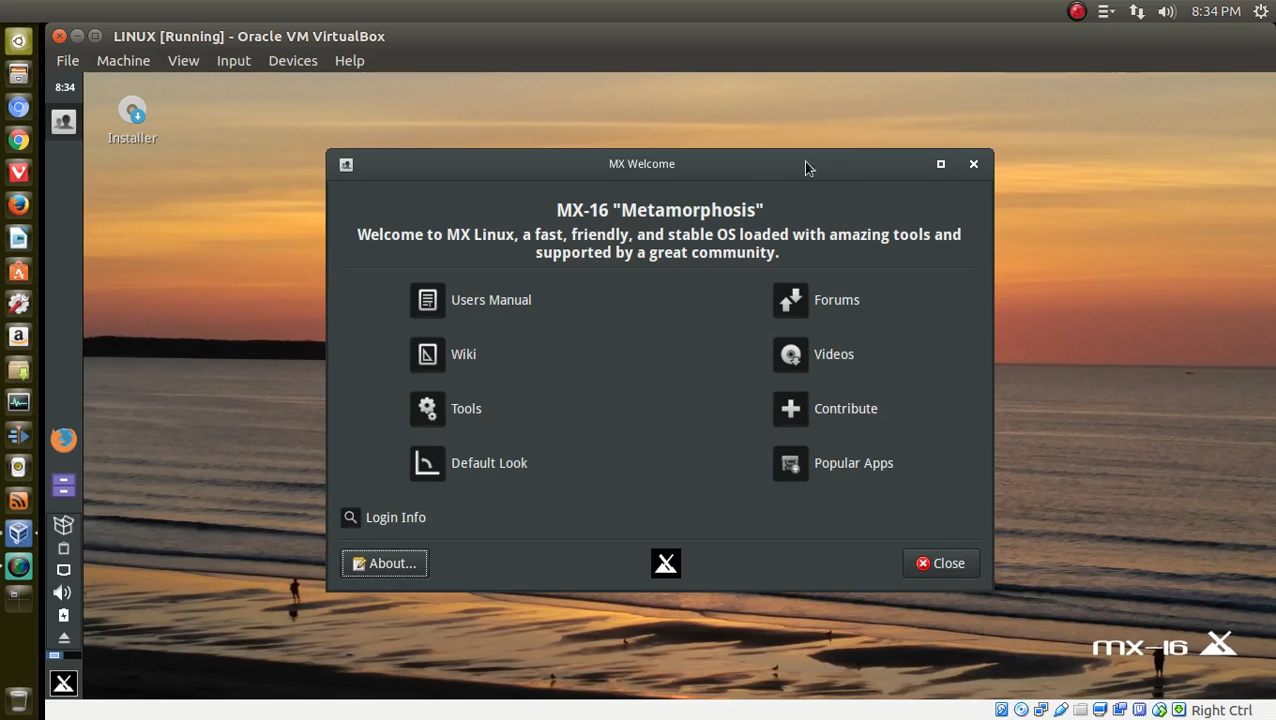 8:34 PM
LINUX [Running] - Oracle VM VirtualBox
File Machine View Input Devices Help
8:34
Installer
MX Welcome
MX-16 "Metamorphosis"
Welcome to MX Linux, a fast, friendly, and stable OS loaded with amazing tools and
supported by a great community.
Users Manual
Forums
Wiki
Videos
Tools
Contribute
Default Look
Popular Apps
Login Info
About...
Close
mx-16
Right Ctrl